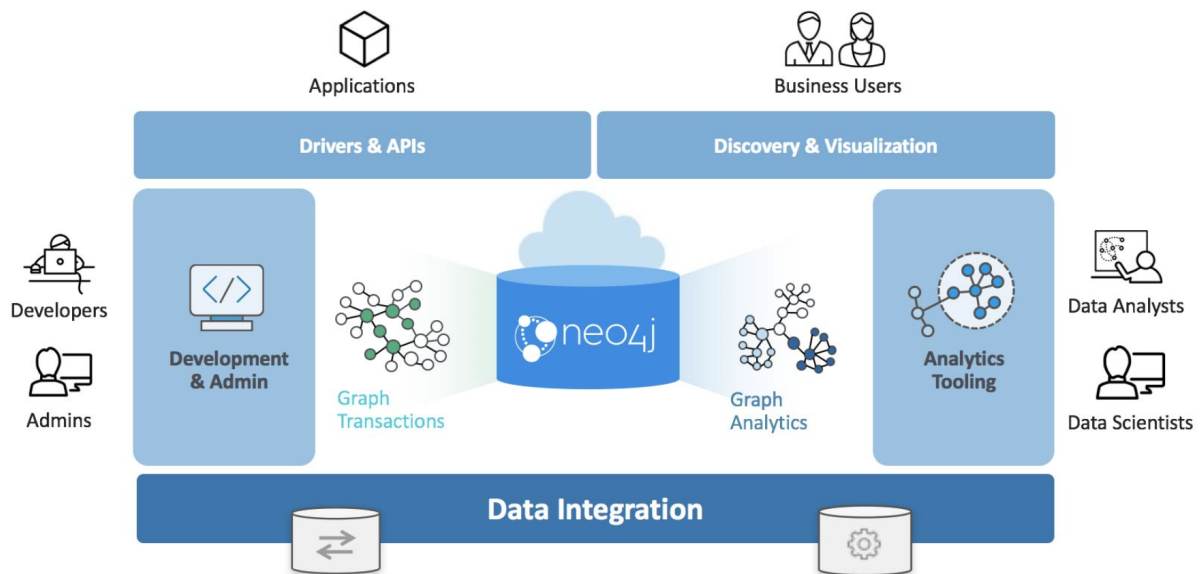 Applications
Business Users
Drivers & APIs
Discovery & Visualization
Developers
Admins
Development
& Admin
Graph
Transactions
neo4j
Graph
Analytics
Analytics
Tooling
Data Analysts
Data Scientists
Data Integration